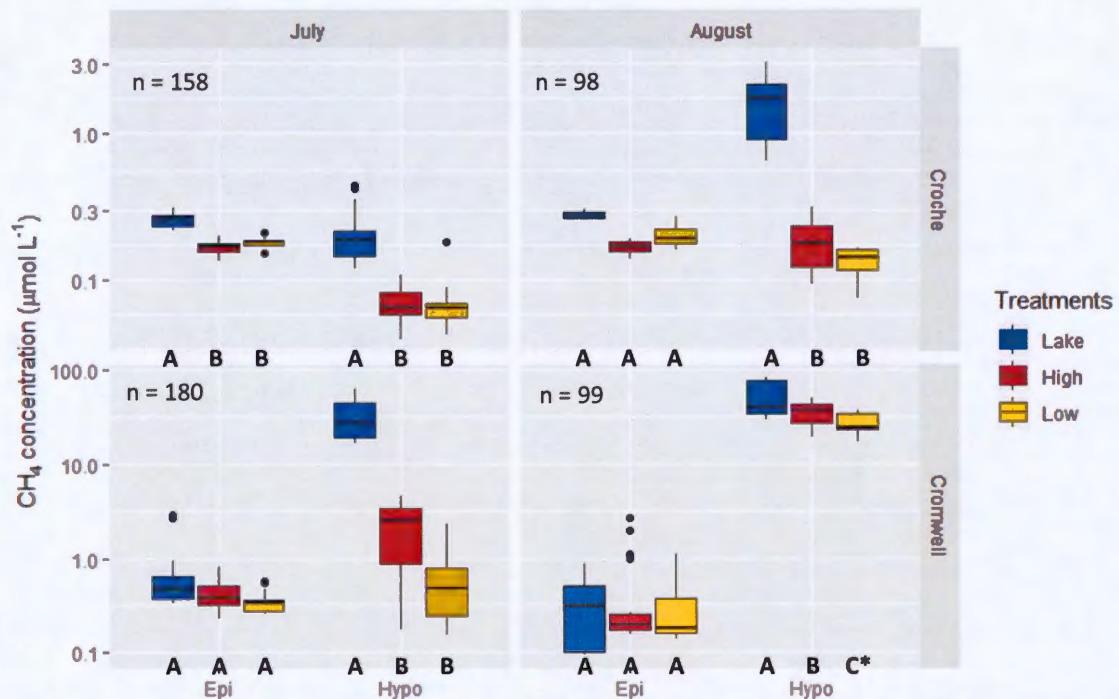 July August
n = 158 n = 98
3.0
1.0
0.3
0.1
Croche
A B B A B B A A A A B B
n = 180 n = 99
100.0
10.0
1.0
0.1
Cromwell
A A A A B B A A A A B C*
Epi Hypo Epi Hypo
CH₄ concentration (µmol L⁻¹)
Treatments
Lake
High
Low